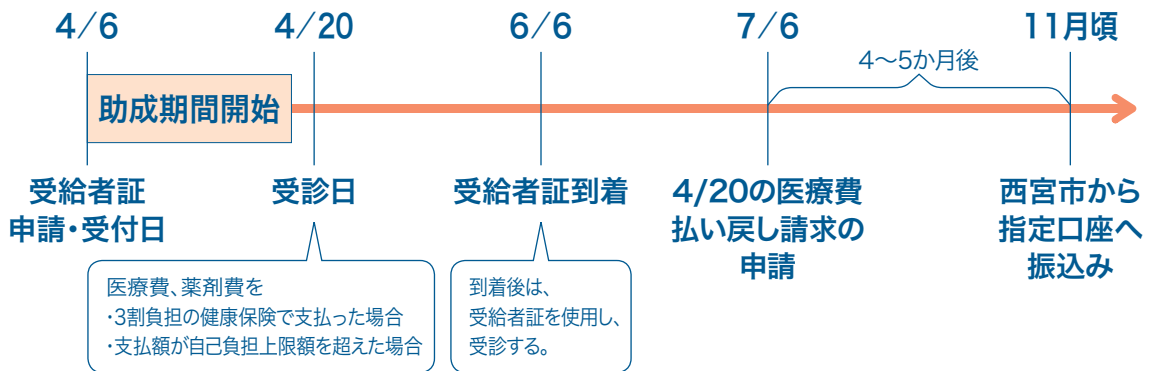 4/6
4/20
6/6
7/6
11月頃
4〜5か月後
助成期間開始
受給者証
申請・受付日
受診日
受給者証到着
4/20の医療費
払い戻し請求の
申請
西宮市から
指定口座へ
振込み
医療費、薬剤費を
・3割負担の健康保険で支払った場合
・支払額が自己負担上限額を超えた場合
到着後は、
受給者証を使用し、
受診する。